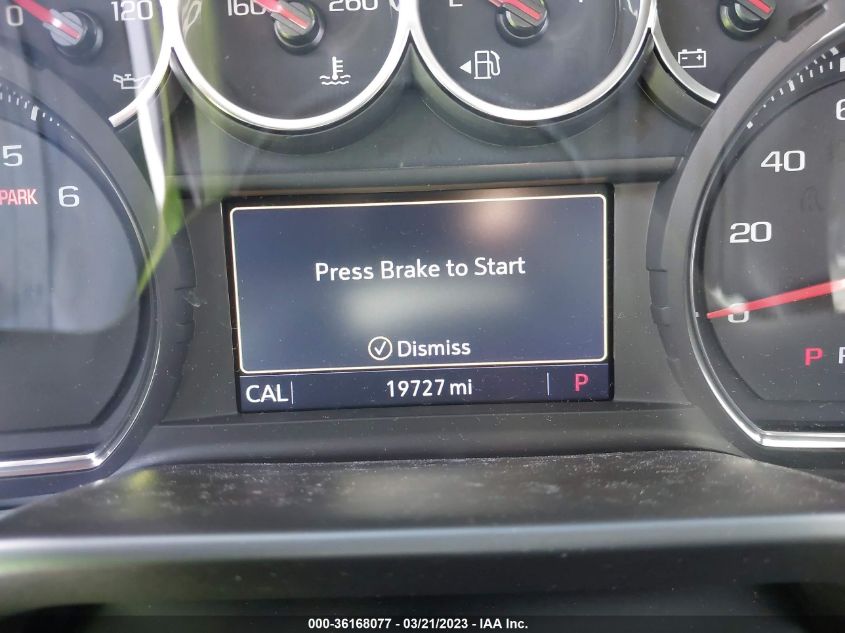 0 120 160 260 E
5
PARK 6
Press Brake to Start
Dismiss
CAL 19727 mi P
40
20
0
P
000-36168077 - 03/21/2023 - IAA Inc.